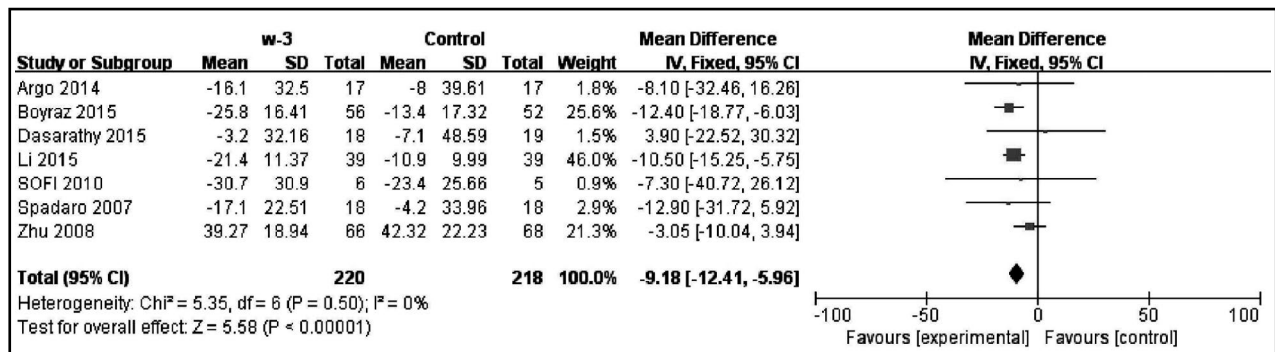 w-3 Control Mean Difference Mean Difference
Study or Subgroup Mean SD Total Mean SD Total Weight IV, Fixed, 95% CI IV, Fixed, 95% CI
Argo 2014 -16.1 32.5 17 -8 39.61 17 1.8% -8.10 [-32.46, 16.26]
Boyraz 2015 -25.8 16.41 56 -13.4 17.32 52 25.6% -12.40 [-18.77, -6.03]
Dasarathy 2015 -3.2 32.16 18 -7.1 48.59 19 1.5% 3.90 [-22.52, 30.32]
Li 2015 -21.4 11.37 39 -10.9 9.99 39 46.0% -10.50 [-15.25, -5.75]
SOFI 2010 -30.7 30.9 6 -23.4 25.66 5 0.9% -7.30 [-40.72, 26.12]
Spadaro 2007 -17.1 22.51 18 -4.2 33.96 18 2.9% -12.90 [-31.72, 5.92]
Zhu 2008 39.27 18.94 66 42.32 22.23 68 21.3% -3.05 [-10.04, 3.94]
Total (95% CI) 220 218 100.0% -9.18 [-12.41, -5.96]
Heterogeneity: Chi² = 5.35, df = 6 (P = 0.50); I² = 0%
Test for overall effect: Z = 5.58 (P < 0.00001)
-100 -50 0 50 100
Favours [experimental] Favours [control]